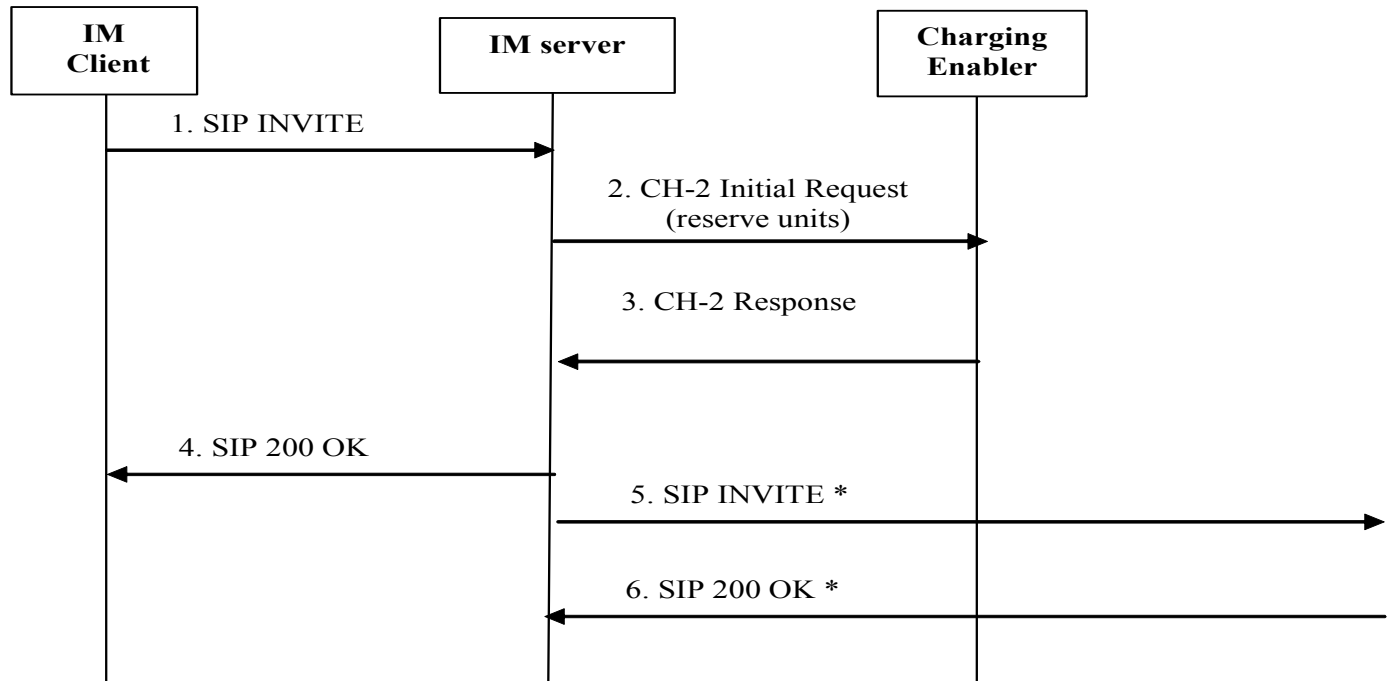 IM
Client
IM server
Charging
Enabler
1. SIP INVITE
2. CH-2 Initial Request
(reserve units)
3. CH-2 Response
4. SIP 200 OK
5. SIP INVITE *
6. SIP 200 OK *